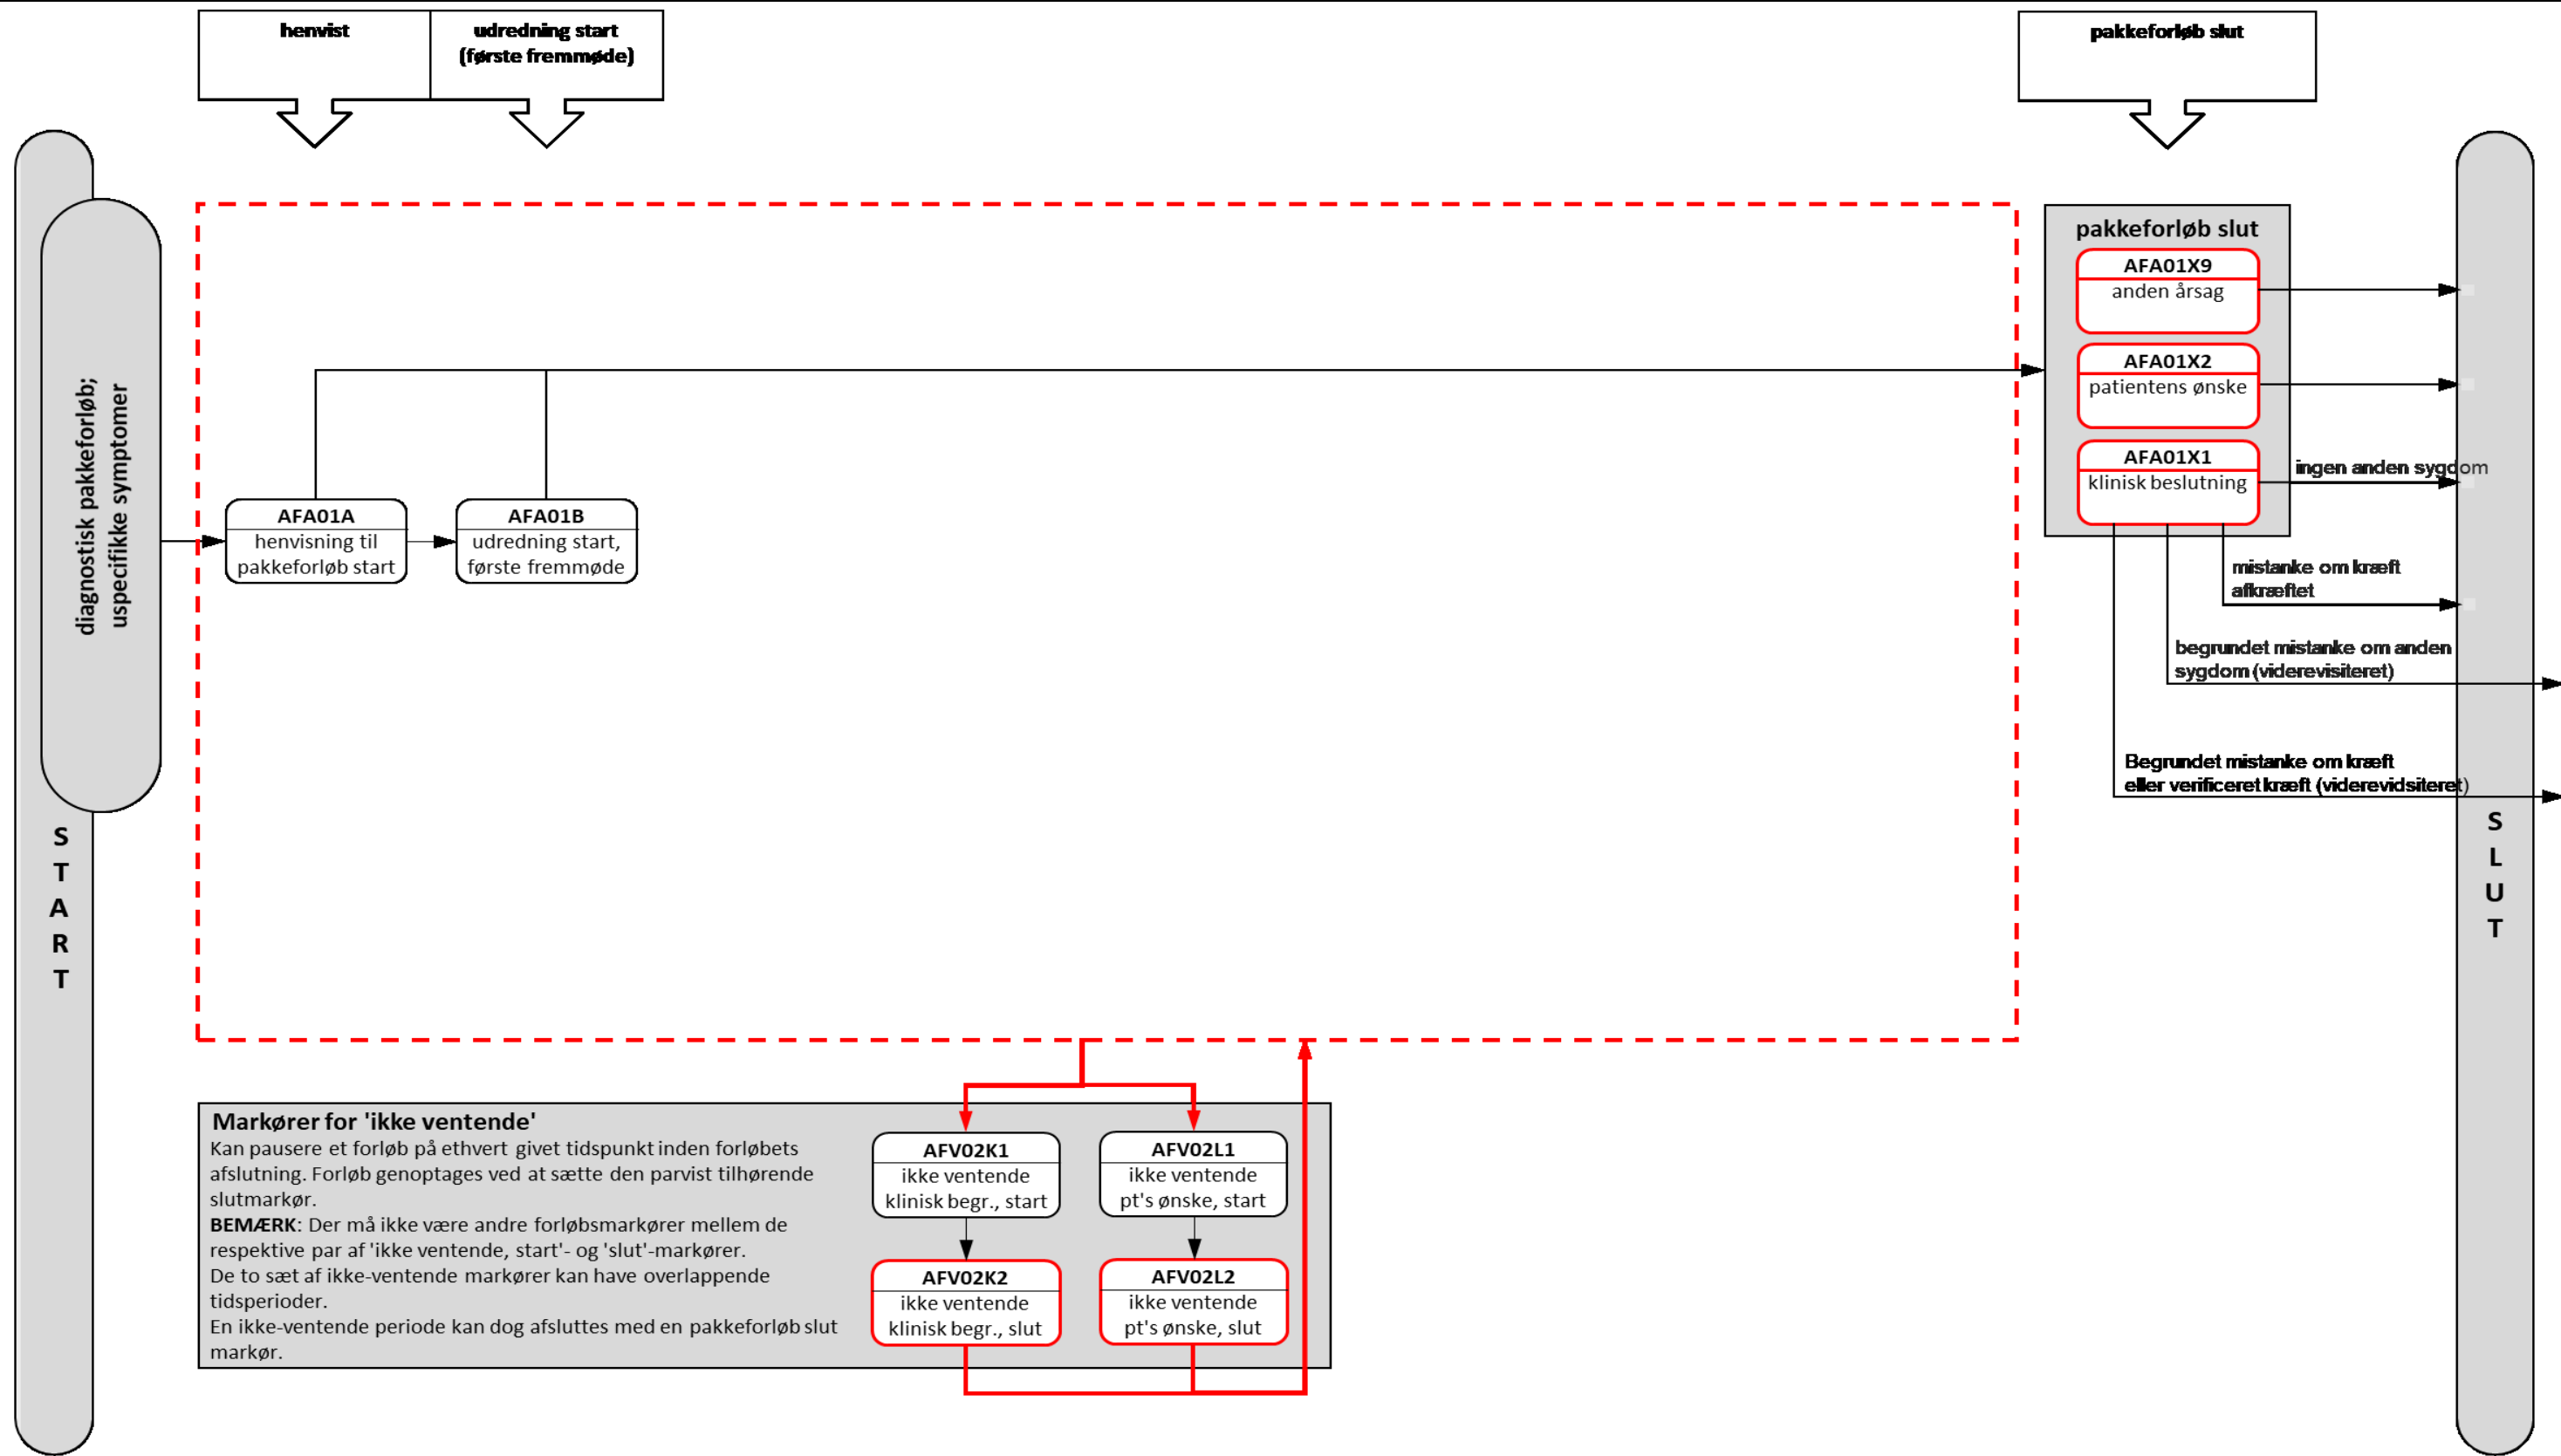 henvist
udredning start
(første fremmøde)
pakkeforløb slut
diagnostisk pakkeforløb;
uspecifikke symptomer
S
T
A
R
T
AFA01A
henvisning til
pakkeforløb start
AFA01B
udredning start,
første fremmøde
pakkeforløb slut
AFA01X9
anden årsag
AFA01X2
patientens ønske
AFA01X1
klinisk beslutning
ingen anden sygdom
mistanke om kræft
afkræftet
begrundet mistanke om anden
sygdom (viderevisiteret)
Begrundet mistanke om kræft
eller verificeret kræft (viderevidsiteret)
S
L
U
T
Markører for 'ikke ventende'
Kan pausere et forløb på ethvert givet tidspunkt inden forløbets
afslutning. Forløb genoptages ved at sætte den parvist tilhørende
slutmarkør.
BEMÆRK: Der må ikke være andre forløbsmarkører mellem de
respektive par af 'ikke ventende, start'- og 'slut'-markører.
De to sæt af ikke-ventende markører kan have overlappende
tidsperioder.
En ikke-ventende periode kan dog afsluttes med en pakkeforløb slut
markør.
AFV02K1
ikke ventende
klinisk begr., start
AFV02L1
ikke ventende
pt's ønske, start
AFV02K2
ikke ventende
klinisk begr., slut
AFV02L2
ikke ventende
pt's ønske, slut